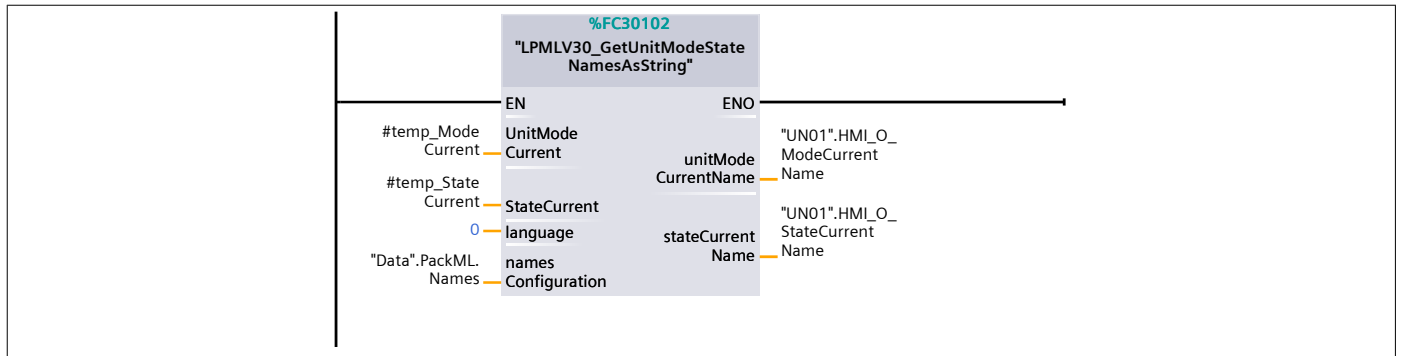 %FC30102
"LPMLV30_GetUnitModeState
NamesAsString"
EN
ENO
#temp_Mode
Current
UnitMode
Current
unitMode
CurrentName
"UN01".HMI_O_
ModeCurrent
Name
#temp_State
Current
StateCurrent
0
language
stateCurrent
Name
"UN01".HMI_O_
StateCurrent
Name
"Data".PackML.
Names
names
Configuration